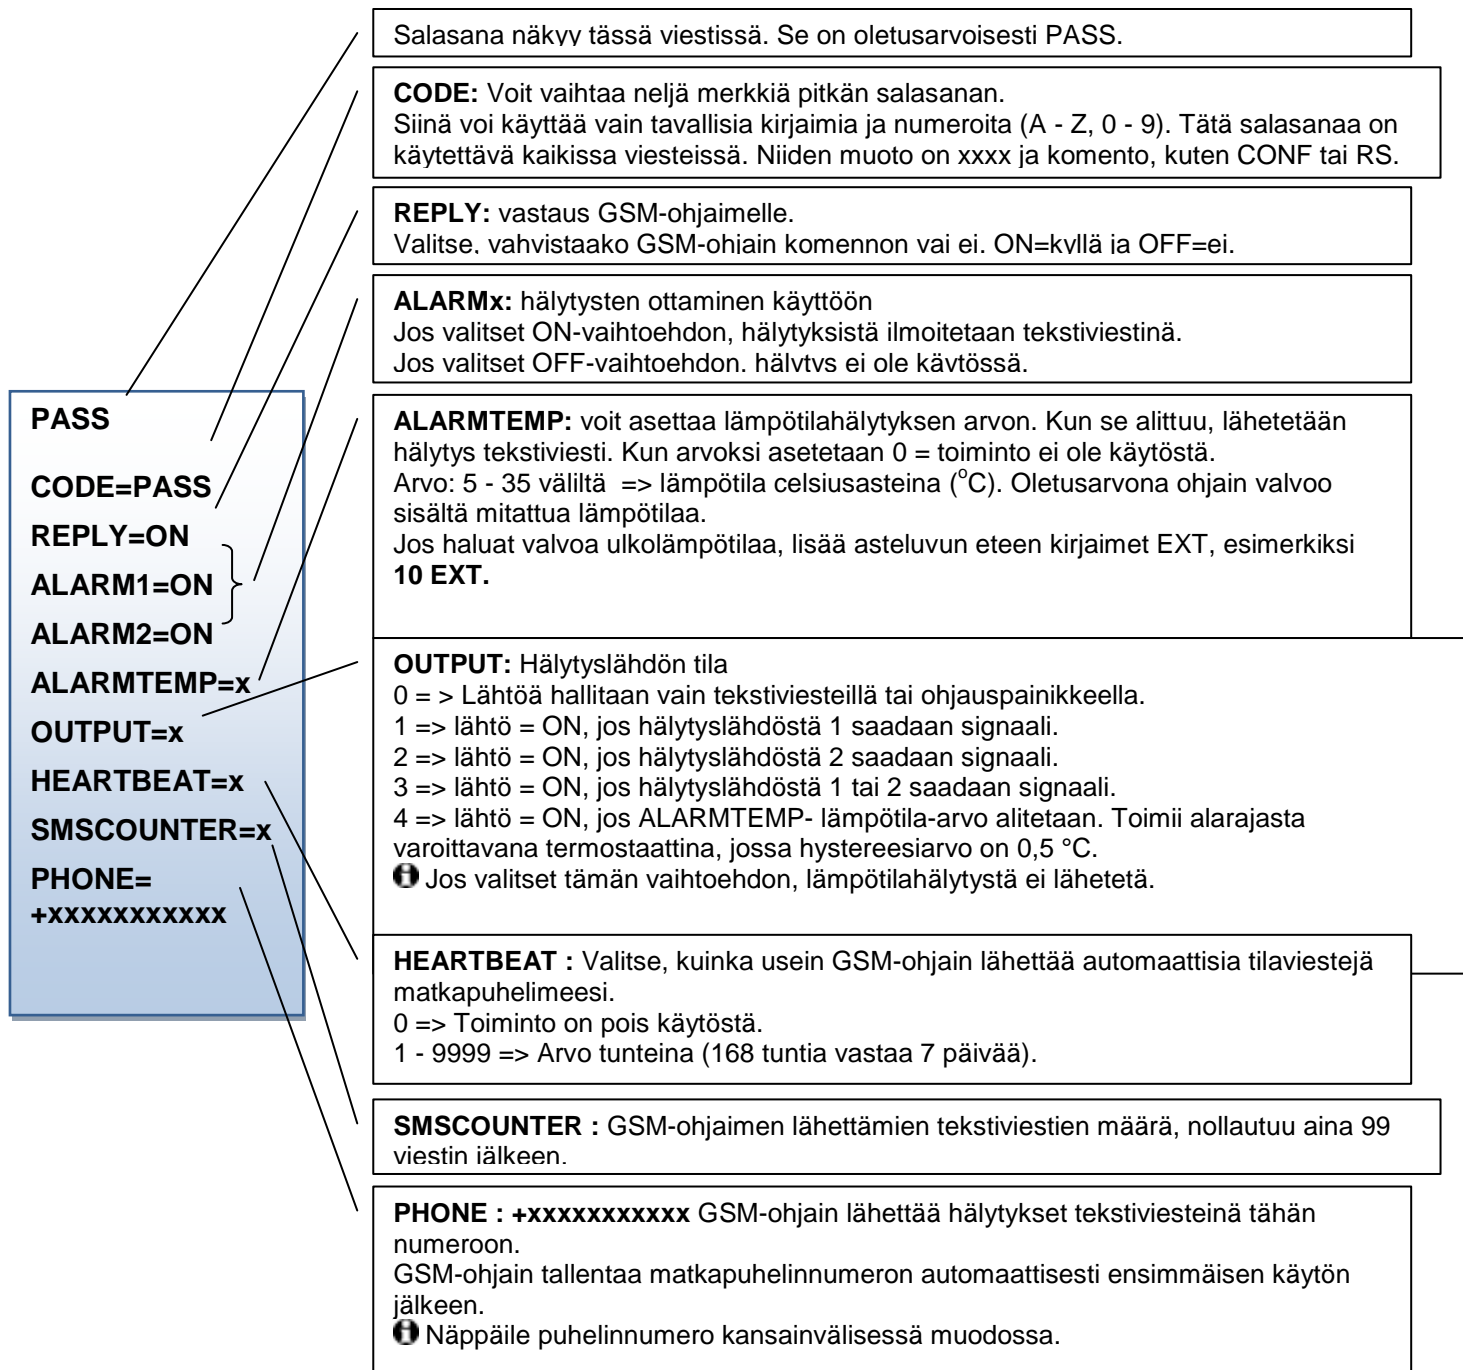 Salasana näkyy tässä viestissä. Se on oletusarvoisesti PASS.
CODE: Voit vaihtaa neljä merkkiä pitkän salasanan.
Siinä voi käyttää vain tavallisia kirjaimia ja numeroita (A - Z, 0 - 9). Tätä salasanaa on
käytettävä kaikissa viesteissä. Niiden muoto on xxxx ja komento, kuten CONF tai RS.
REPLY: vastaus GSM-ohjaimelle.
Valitse, vahvistaako GSM-ohjain komennon vai ei. ON=kyllä ja OFF=ei.
ALARMx: hälytysten ottaminen käyttöön
Jos valitset ON-vaihtoehdon, hälytyksistä ilmoitetaan tekstiviestinä.
Jos valitset OFF-vaihtoehdon, hälytys ei ole käytössä.
PASS
CODE=PASS
REPLY=ON
ALARM1=ON
ALARM2=ON
ALARMTEMP=x
OUTPUT=x
HEARTBEAT=x
SMSCOUNTER=x
PHONE=
+xxxxxxxxxxx
ALARMTEMP: voit asettaa lämpötilahälytyksen arvon. Kun se alittuu, lähetetään
hälytys tekstiviesti. Kun arvoksi asetetaan 0 = toiminto ei ole käytöstä.
Arvo: 5 - 35 väliltä => lämpötila celsiusasteina (°C). Oletusarvona ohjain valvoo
sisältä mitattua lämpötilaa.
Jos haluat valvoa ulkolämpötilaa, lisää asteluvun eteen kirjaimet EXT, esimerkiksi
10 EXT.
OUTPUT: Hälytyslähdön tila
0 = > Lähtöä hallitaan vain tekstiviesteillä tai ohjauspainikkeella.
1 => lähtö = ON, jos hälytyslähdöstä 1 saadaan signaali.
2 => lähtö = ON, jos hälytyslähdöstä 2 saadaan signaali.
3 => lähtö = ON, jos hälytyslähdöstä 1 tai 2 saadaan signaali.
4 => lähtö = ON, jos ALARMTEMP- lämpötila-arvo alitetaan. Toimii alarajasta
varoittavana termostaattina, jossa hystereesiarvo on 0,5 °C.
Jos valitset tämän vaihtoehdon, lämpötilahälytystä ei lähetetä.
HEARTBEAT : Valitse, kuinka usein GSM-ohjain lähettää automaattisia tilaviestejä
matkapuhelimeesi.
0 => Toiminto on pois käytöstä.
1 - 9999 => Arvo tunteina (168 tuntia vastaa 7 päivää).
SMSCOUNTER : GSM-ohjaimen lähettämien tekstiviestien määrä, nollautuu aina 99
viestin jälkeen.
PHONE : +xxxxxxxxxxx GSM-ohjain lähettää hälytykset tekstiviesteinä tähän
numeroon.
GSM-ohjain tallentaa matkapuhelinnumeron automaattisesti ensimmäisen käytön
jälkeen.
Näppäile puhelinnumero kansainvälisessä muodossa.